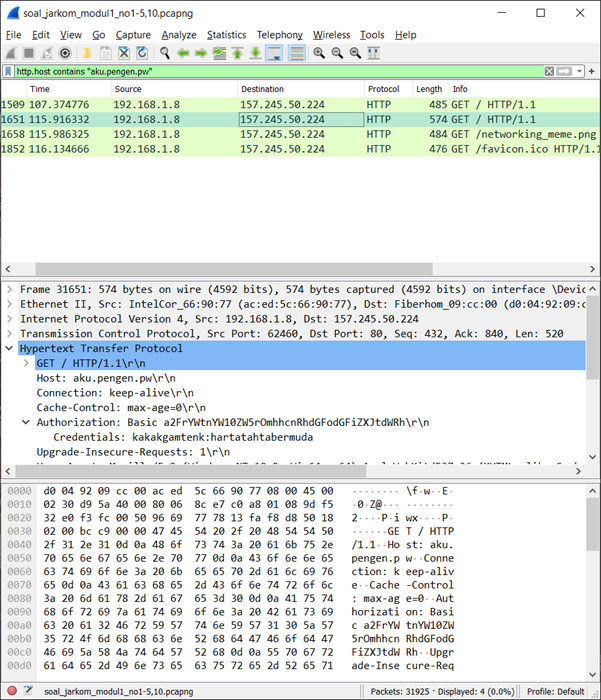 soal_jarkom_modul1_no1-5,10.pcapng
File Edit View Go Capture Analyze Statistics Telephony Wireless Tools Help
http.host contains "aku.pengen.pw"
Time Source Destination Protocol Length Info
1509 107.374776 192.168.1.8 157.245.50.224 HTTP 485 GET / HTTP/1.1
1651 115.916332 192.168.1.8 157.245.50.224 HTTP 574 GET / HTTP/1.1
1658 115.986325 192.168.1.8 157.245.50.224 HTTP 484 GET /networking_meme.png
1852 116.134666 192.168.1.8 157.245.50.224 HTTP 476 GET /favicon.ico HTTP/1.
Frame 31651: 574 bytes on wire (4592 bits), 574 bytes captured (4592 bits) on interface \Devic
Ethernet II, Src: IntelCor_66:90:77 (ac:ed:5c:66:90:77), Dst: Fiberhom_09:cc:00 (d0:04:92:09:c
Internet Protocol Version 4, Src: 192.168.1.8, Dst: 157.245.50.224
Transmission Control Protocol, Src Port: 62460, Dst Port: 80, Seq: 432, Ack: 840, Len: 520
Hypertext Transfer Protocol
GET / HTTP/1.1\r\n
Host: aku.pengen.pw\r\n
Connection: keep-alive\r\n
Cache-Control: max-age=0\r\n
Authorization: Basic a2FrYWtnYW10ZW5rOmhhcnRhdGFodGFiZXJtdWRh\r\n
Credentials: kakakgamtenk:hartatahtabermuda
Upgrade-Insecure-Requests: 1\r\n
0000 d0 04 92 09 cc 00 ac ed 5c 66 90 77 08 00 45 00 ········ \f·w··E·
0010 02 30 d9 5a 40 00 80 06 8c e7 c0 a8 01 08 9d f5 ·0·Z@··· ········
0020 32 e0 f3 fc 00 50 96 69 77 78 13 fa f8 d8 50 18 2····P·i wx····P·
0030 02 00 bc c9 00 00 47 45 54 20 2f 20 48 54 54 50 ······GE T / HTTP
0040 2f 31 2e 31 0d 0a 48 6f 73 74 3a 20 61 6b 75 2e /1.1··Ho st: aku.
0050 70 65 6e 67 65 6e 2e 70 77 0d 0a 43 6f 6e 6e 65 pengen.p w··Conne
0060 63 74 69 6f 6e 3a 20 6b 65 65 70 2d 61 6c 69 76 ction: k eep-aliv
0070 65 0d 0a 43 61 63 68 65 2d 43 6f 6e 74 72 6f 6c e··Cache -Control
0080 3a 20 6d 61 78 2d 61 67 65 3d 30 0d 0a 41 75 74 : max-ag e=0··Aut
0090 68 6f 72 69 7a 61 74 69 6f 6e 3a 20 42 61 73 69 horizati on: Basi
00a0 63 20 61 32 46 72 59 57 74 6e 59 57 31 30 5a 57 c a2FrYW tnYW10ZW
00b0 35 72 4f 6d 68 68 63 6e 52 68 64 47 46 6f 64 47 5rOmhhcn RhdGFodG
00c0 46 69 5a 58 4a 74 64 57 52 68 0d 0a 55 70 67 72 FiZXJtdW Rh··Upgr
00d0 61 64 65 2d 49 6e 73 65 63 75 72 65 2d 52 65 71 ade-Inse cure-Req
soal_jarkom_modul1_no1-5,10.pcapng Packets: 31925 · Displayed: 4 (0.0%) Profile: Default